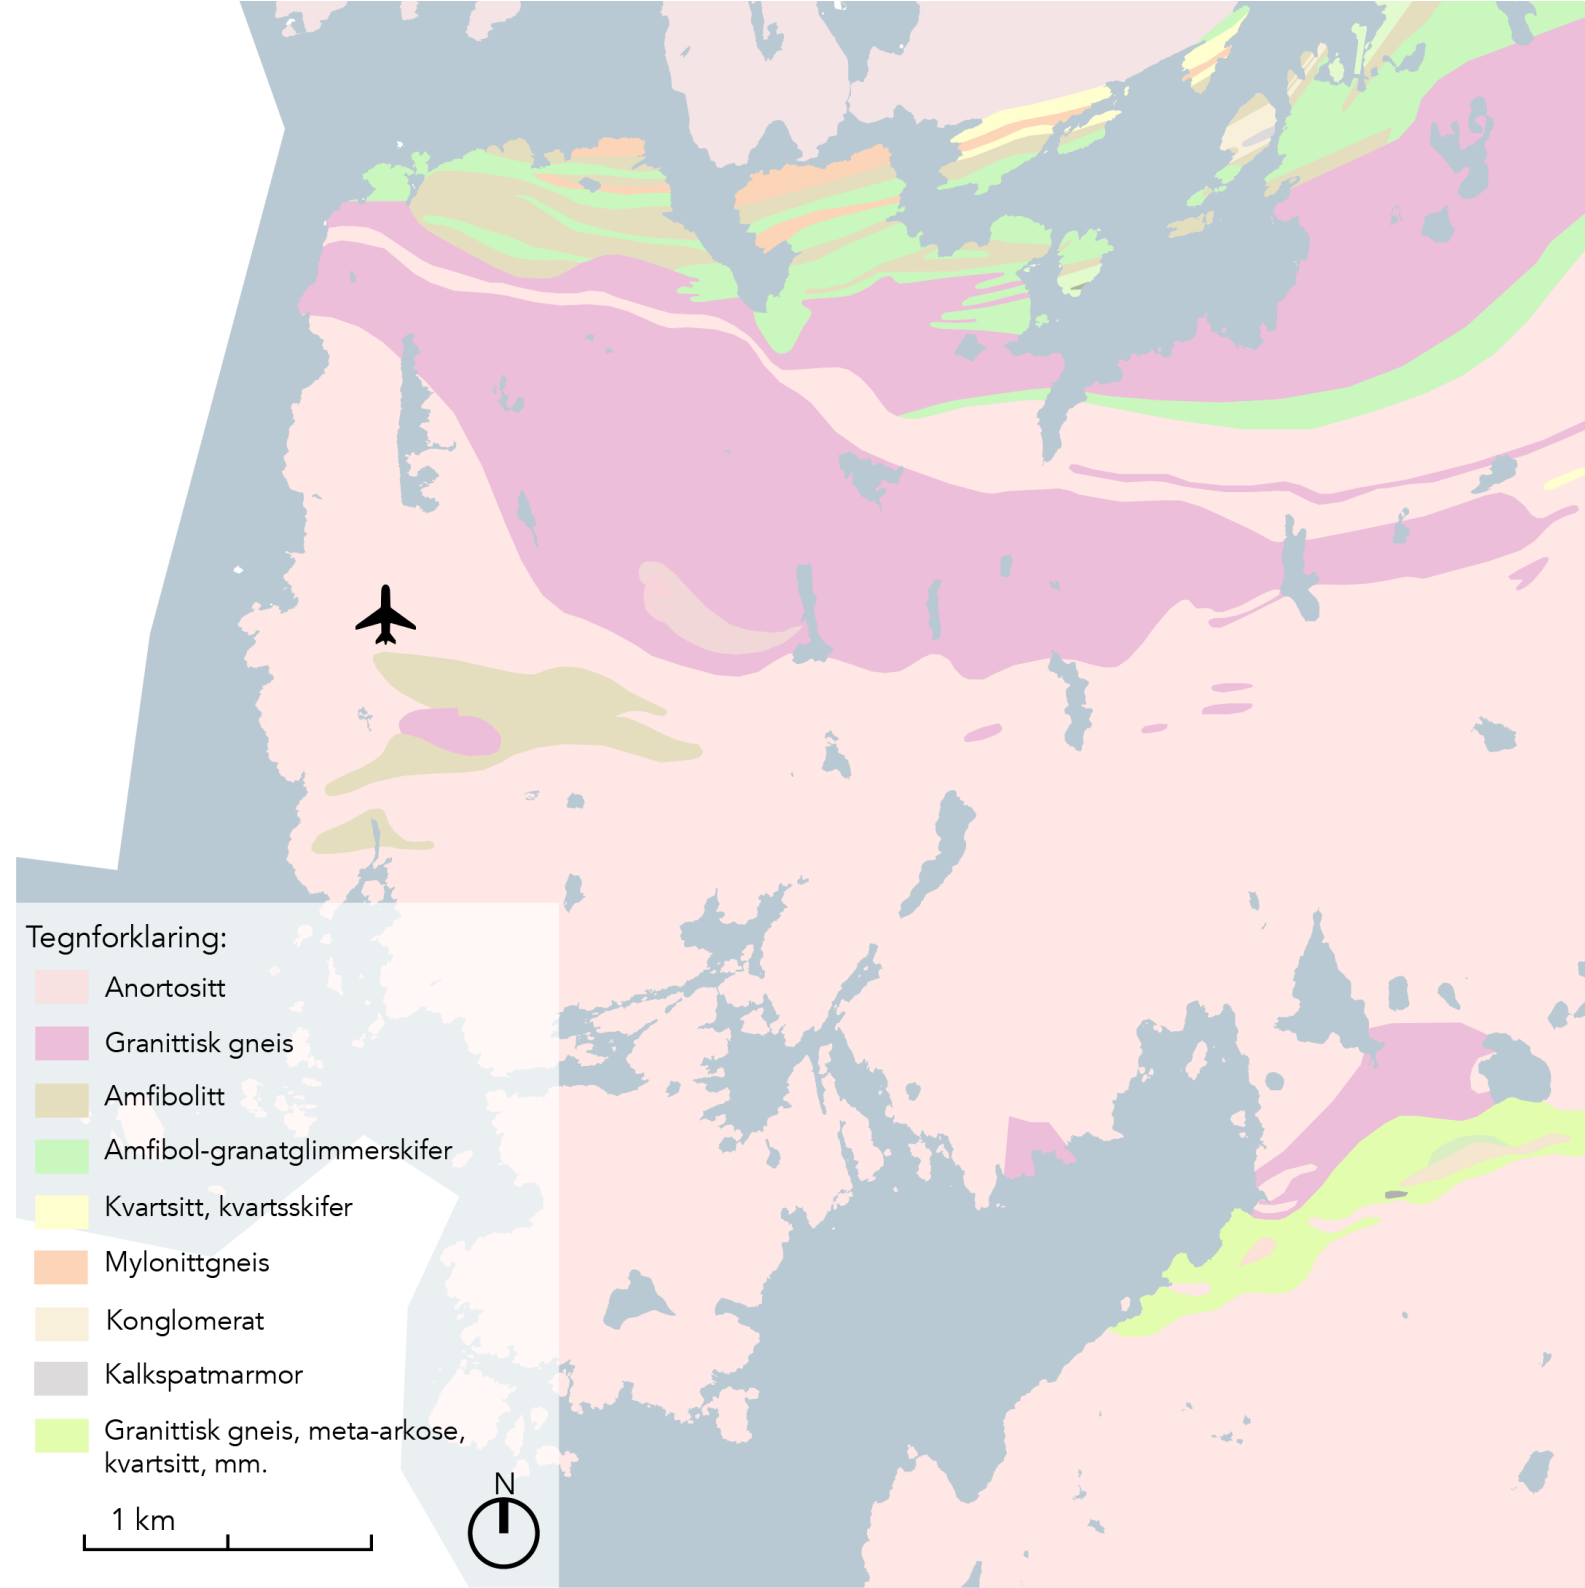 Tegnforklaring:
Anortositt
Granittisk gneis
Amfibolitt
Amfibol-granatglimmerskifer
Kvartsitt, kvartsskifer
Mylonittgneis
Konglomerat
Kalkspatmarmor
Granittisk gneis, meta-arkose,
kvartsitt, mm.
N
1 km